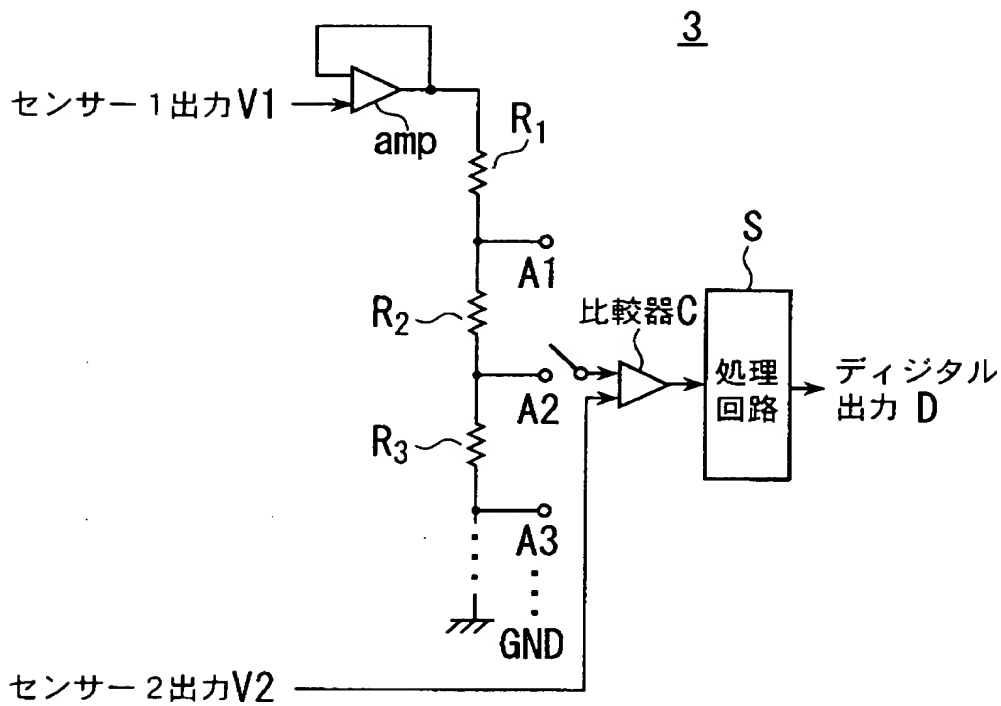 3
センサー1出力V1
amp
R1
A1
S
R2
比較器C
A2
処理
回路
ディジタル
出力 D
R3
A3
GND
センサー2出力V2